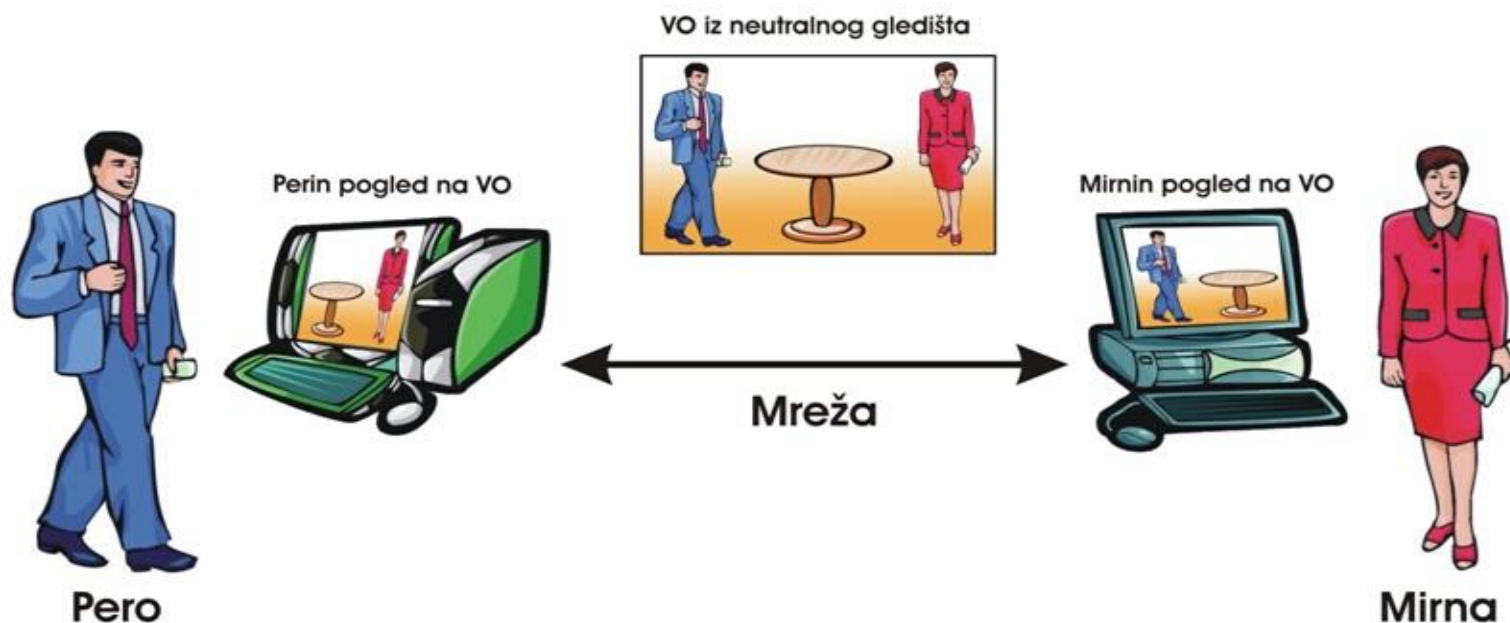 VO iz neutralnog gledišta
Perin pogled na VO
Mirnin pogled na VO
Mreža
Pero
Mirna